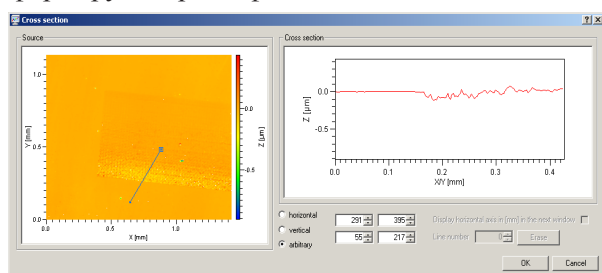 Cross section
Source
Cross section
1.0
0.5
0.0
Y [mm]
0.0
0.5
1.0
X [mm]
-0.0
-0.5
Z [µm]
0.0
-0.5
Z [µm]
0.0
0.1
0.2
0.3
0.4
X/Y [mm]
horizontal
291
395
Display horizontal axis in [mm] in the next window
vertical
55
217
Line number
0
Erase
arbitrary
OK
Cancel